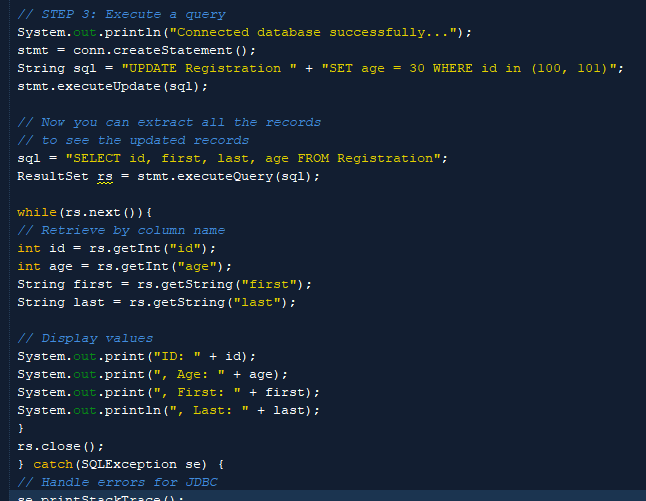 // STEP 3: Execute a query
System.out.println("Connected database successfully...");
stmt = conn.createStatement();
String sql = "UPDATE Registration " + "SET age = 30 WHERE id in (100, 101)";
stmt.executeUpdate(sql);
// Now you can extract all the records
// to see the updated records
sql = "SELECT id, first, last, age FROM Registration";
ResultSet rs = stmt.executeQuery(sql);
while(rs.next()){
// Retrieve by column name
int id = rs.getInt("id");
int age = rs.getInt("age");
String first = rs.getString("first");
String last = rs.getString("last");
// Display values
System.out.print("ID: " + id);
System.out.print(", Age: " + age);
System.out.print(", First: " + first);
System.out.println(", Last: " + last);
}
rs.close();
} catch(SQLException se) {
// Handle errors for JDBC
se.printStackTrace();